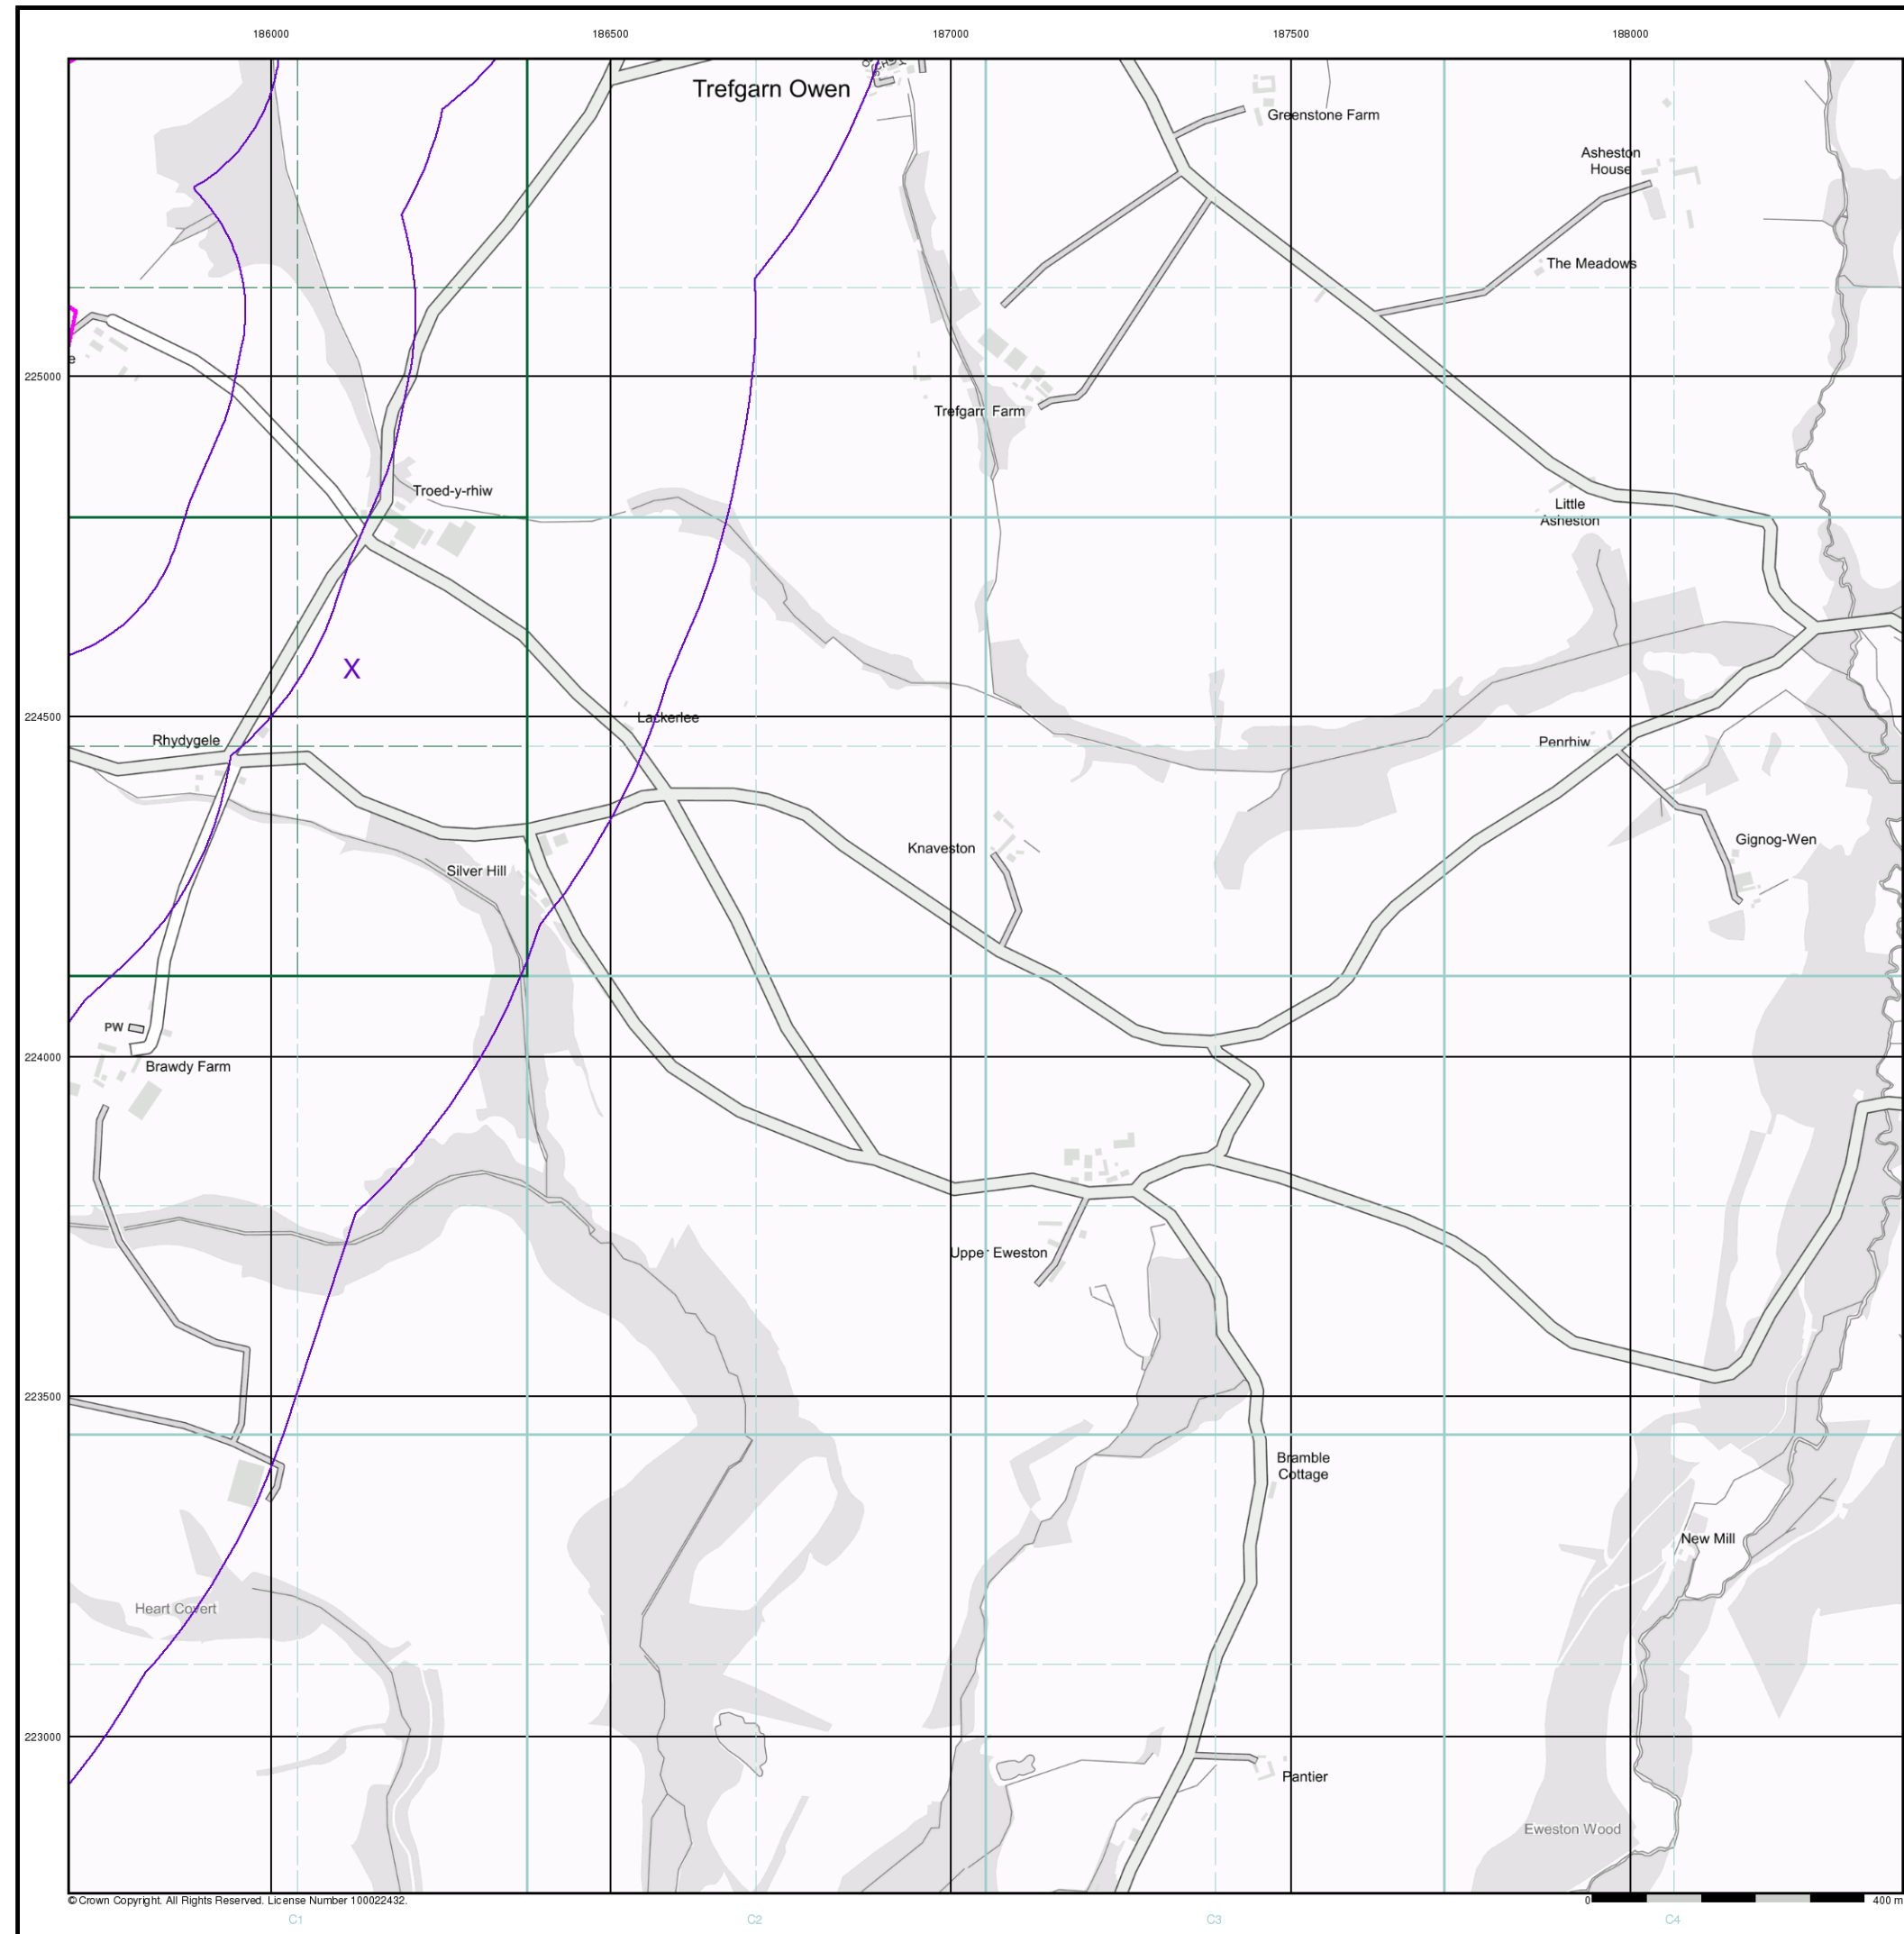 186000 186500 187000 187500 188000
Trefgarn Owen
Greenstone Farm
Asheston
House
The Meadows
e
225000
Trefgarn Farm
Troed-y-rhiw
Little
Asheston
X
224500
Lackerlee
Rhydygele
Penrhiw
Knaveston
Gignog-Wen
Silver Hill
PW
224000
Brawdy Farm
Upper Eweston
223500
Bramble
Cottage
New Mill
Heart Covert
223000
Pantier
Eweston Wood
© Crown Copyright. All Rights Reserved. License Number 100022432.
0 400 m
C1 C2 C3 C4